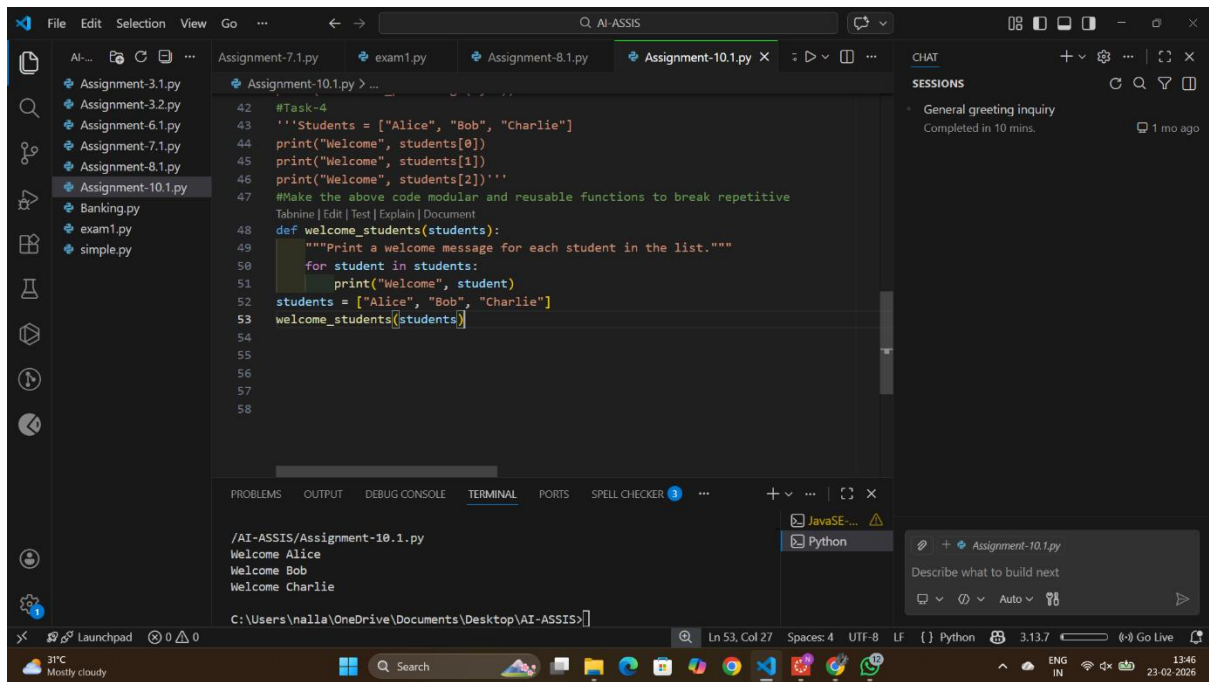 File Edit Selection View Go ··· ← → AI-ASSIS
AI-... ···
Assignment-3.1.py
Assignment-3.2.py
Assignment-6.1.py
Assignment-7.1.py
Assignment-8.1.py
Assignment-10.1.py
Banking.py
exam1.py
simple.py
Assignment-7.1.py exam1.py Assignment-8.1.py Assignment-10.1.py ×
Assignment-10.1.py > ...
42 #Task-4
43 '''Students = ["Alice", "Bob", "Charlie"]
44 print("Welcome", students[0])
45 print("Welcome", students[1])
46 print("Welcome", students[2])'''
47 #Make the above code modular and reusable functions to break repetitive
Tabnine | Edit | Test | Explain | Document
48 def welcome_students(students):
49 """Print a welcome message for each student in the list."""
50 for student in students:
51 print("Welcome", student)
52 students = ["Alice", "Bob", "Charlie"]
53 welcome_students(students)
54
55
56
57
58
PROBLEMS OUTPUT DEBUG CONSOLE TERMINAL PORTS SPELL CHECKER 3 ···
/AI-ASSIS/Assignment-10.1.py
Welcome Alice
Welcome Bob
Welcome Charlie
C:\Users\nalla\OneDrive\Documents\Desktop\AI-ASSIS>
JavaSE-...
Python
CHAT
SESSIONS
General greeting inquiry
Completed in 10 mins. 1 mo ago
+ Assignment-10.1.py
Describe what to build next
Auto
1
Launchpad 0 0 Ln 53, Col 27 Spaces: 4 UTF-8 LF { } Python 3.13.7 Go Live
31°C
Mostly cloudy
Search
ENG
IN
13:46
23-02-2026